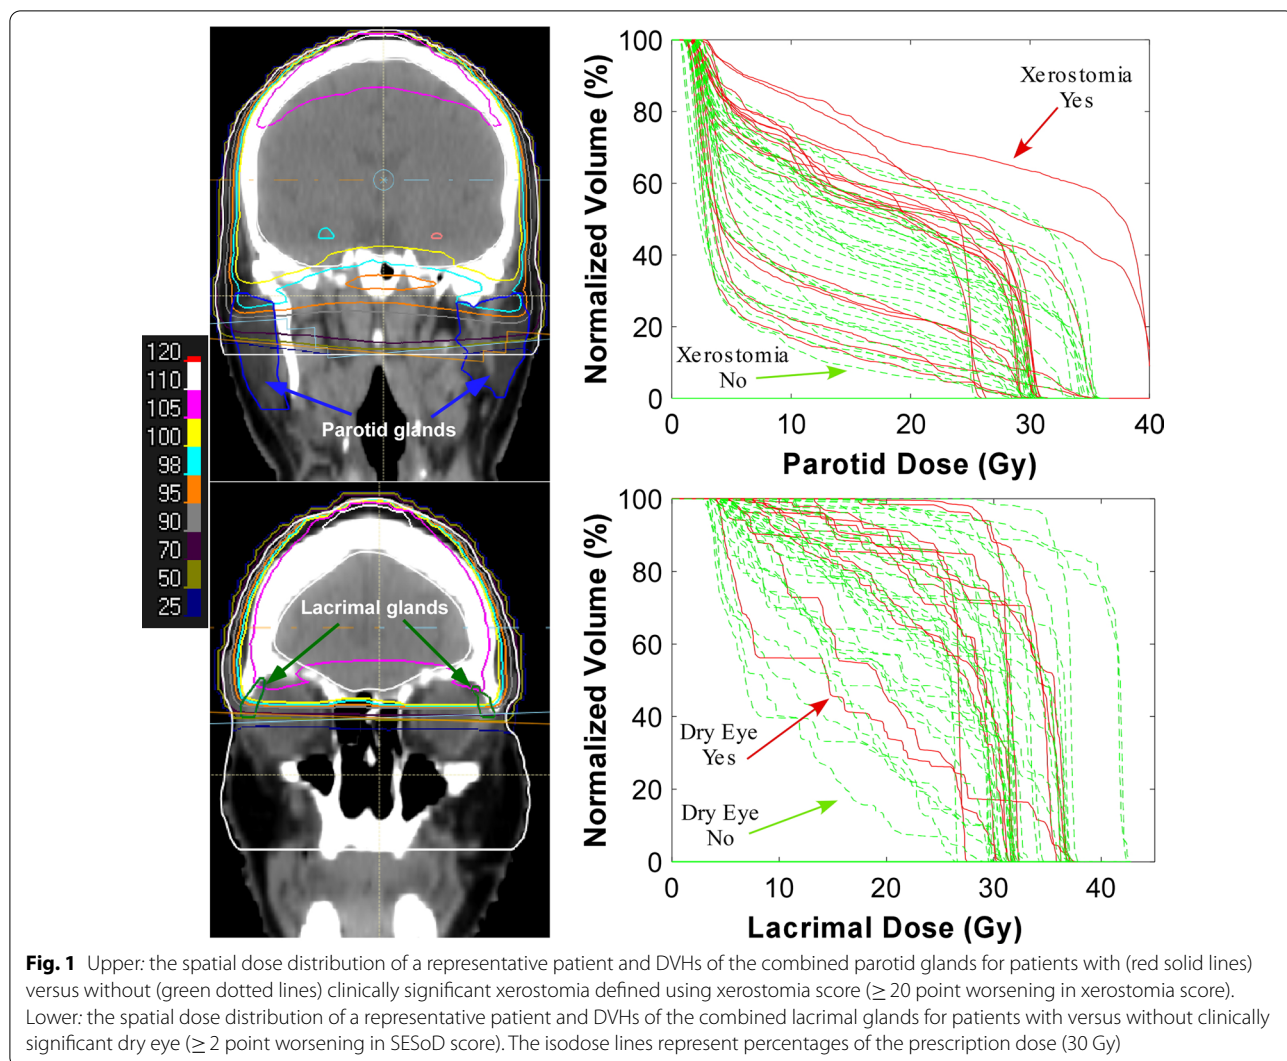 120
110
105
100
98
95
90
70
50
25
Parotid glands
Lacrimal glands
Normalized Volume (%)
100
80
60
40
20
0
Xerostomia
Yes
Xerostomia
No
0 10 20 30 40
Parotid Dose (Gy)
Normalized Volume (%)
100
80
60
40
20
0
Dry Eye
Yes
Dry Eye
No
0 10 20 30 40
Lacrimal Dose (Gy)
Fig. 1 Upper: the spatial dose distribution of a representative patient and DVHs of the combined parotid glands for patients with (red solid lines)
versus without (green dotted lines) clinically significant xerostomia defined using xerostomia score (≥ 20 point worsening in xerostomia score).
Lower: the spatial dose distribution of a representative patient and DVHs of the combined lacrimal glands for patients with versus without clinically
significant dry eye (≥ 2 point worsening in SESoD score). The isodose lines represent percentages of the prescription dose (30 Gy)